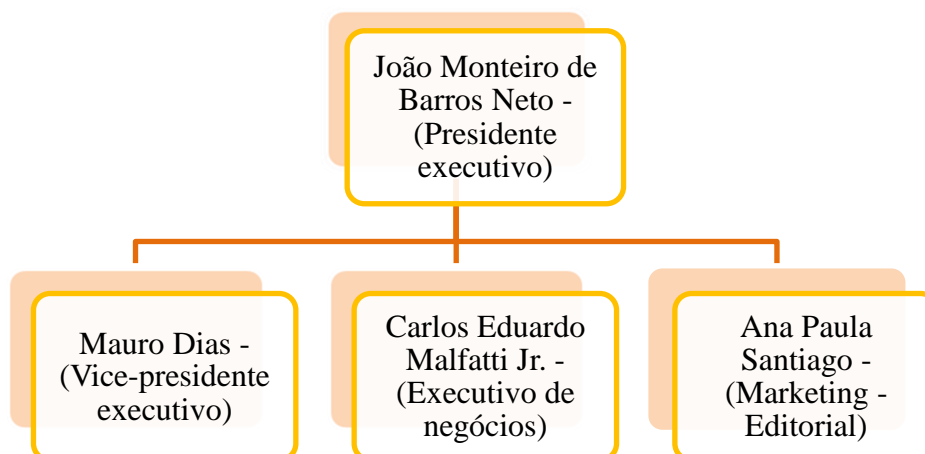 João Monteiro de
Barros Neto -
(Presidente
executivo)
Mauro Dias -
(Vice-presidente
executivo)
Carlos Eduardo
Malfatti Jr. -
(Executivo de
negócios)
Ana Paula
Santiago -
(Marketing -
Editorial)